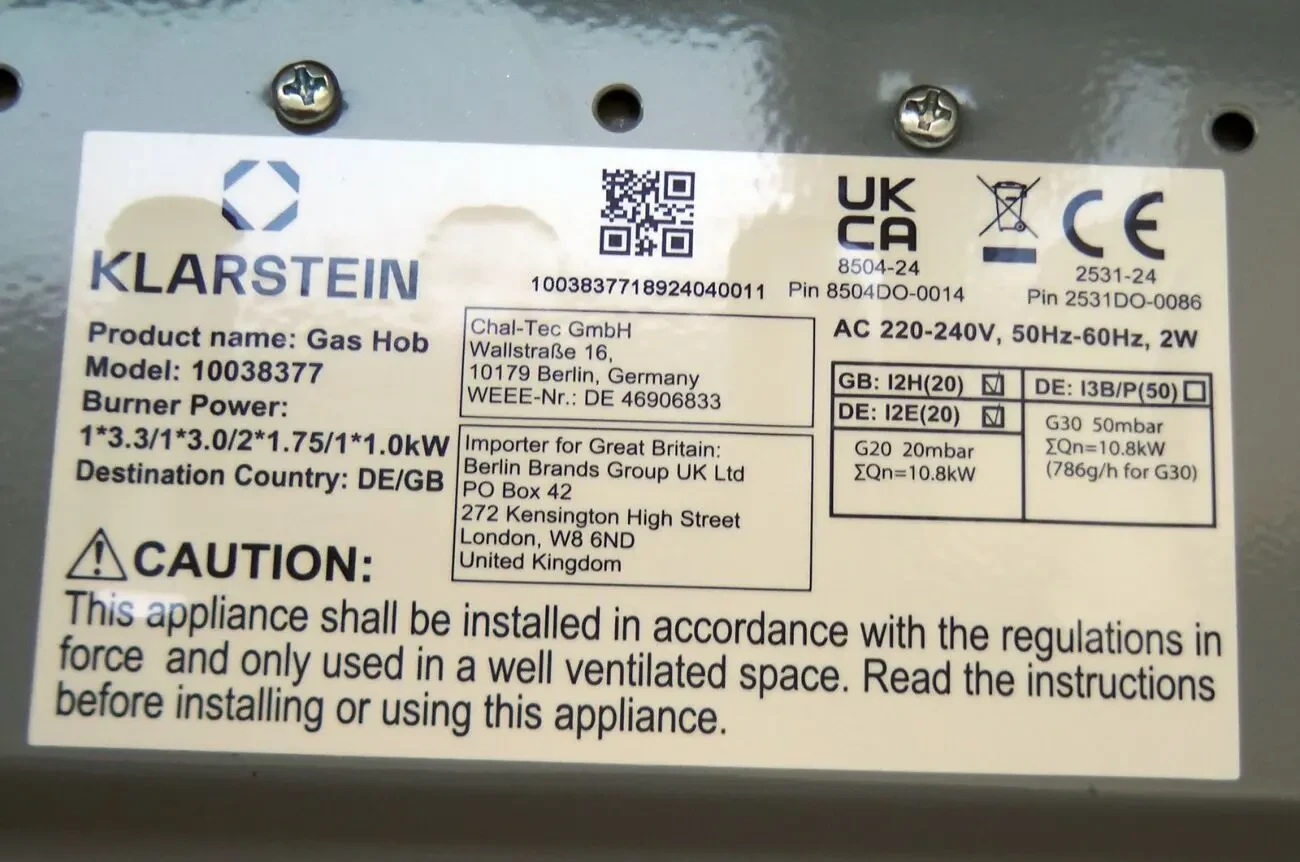 KLARSTEIN
Product name: Gas Hob
Model: 10038377
Burner Power:
1*3.3/1*3.0/2*1.75/1*1.0kW
Destination Country: DE/GB
1003837718924040011
Chal-Tec GmbH
Wallstraße 16,
10179 Berlin, Germany
WEEE-Nr.: DE 46906833
Importer for Great Britain:
Berlin Brands Group UK Ltd
PO Box 42
272 Kensington High Street
London, W8 6ND
United Kingdom
UK
CA
8504-24
Pin 8504DO-0014
CE
2531-24
Pin 2531DO-0086
AC 220-240V, 50Hz-60Hz, 2W
GB: I2H(20) ☑
DE: I2E(20) ☑
G20 20mbar
ΣQn=10.8kW
DE: I3B/P(50) ☐
G30 50mbar
ΣQn=10.8kW
(786g/h for G30)
⚠ CAUTION:
This appliance shall be installed in accordance with the regulations in
force and only used in a well ventilated space. Read the instructions
before installing or using this appliance.